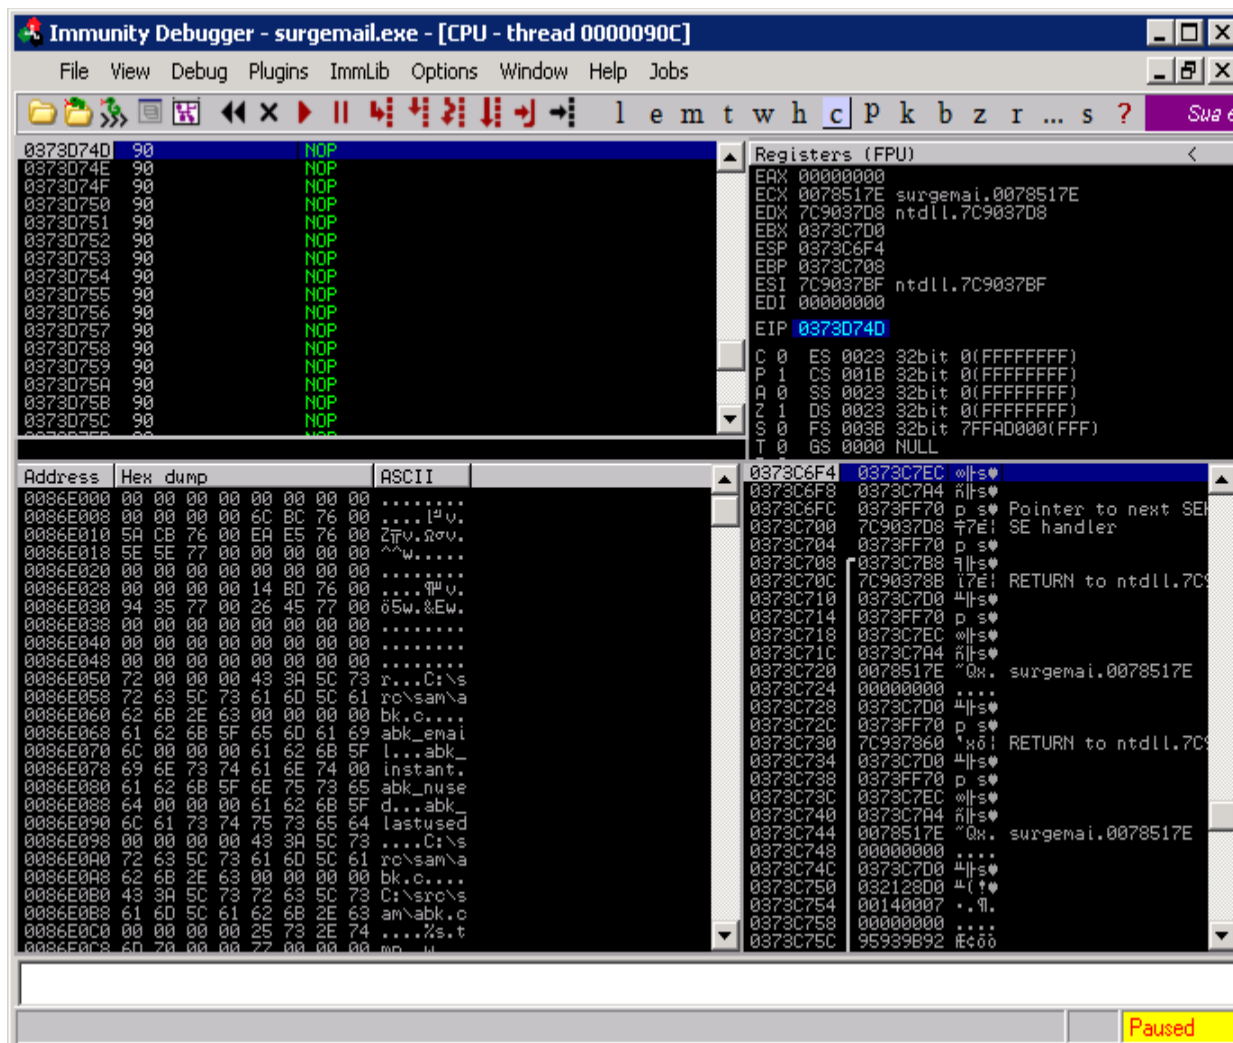 Immunity Debugger - surgemail.exe - [CPU - thread 0000090C]
File View Debug Plugins ImmLib Options Window Help Jobs
l e m t w h c P k b z r ... s ?
0373D74D 90 NOP
0373D74E 90 NOP
0373D74F 90 NOP
0373D750 90 NOP
0373D751 90 NOP
0373D752 90 NOP
0373D753 90 NOP
0373D754 90 NOP
0373D755 90 NOP
0373D756 90 NOP
0373D757 90 NOP
0373D758 90 NOP
0373D759 90 NOP
0373D75A 90 NOP
0373D75B 90 NOP
0373D75C 90 NOP
Registers (FPU) <
EAX 00000000
ECX 0078517E surgemai.0078517E
EDX 7C9037D8 ntdll.7C9037D8
EBX 0373C7D0
ESP 0373C6F4
EBP 0373C708
ESI 7C9037BF ntdll.7C9037BF
EDI 00000000
EIP 0373D74D
C 0 ES 0023 32bit 0(FFFFFFFF)
P 1 CS 001B 32bit 0(FFFFFFFF)
A 0 SS 0023 32bit 0(FFFFFFFF)
Z 1 DS 0023 32bit 0(FFFFFFFF)
S 0 FS 003B 32bit 7FFAD000(FFF)
T 0 GS 0000 NULL
Address Hex dump ASCII
0086E000 00 00 00 00 00 00 00 00 ........
0086E008 00 00 00 00 6C BC 76 00 ....l╝v.
0086E010 5A CB 76 00 EA E5 76 00 Z╦v.Ωσv.
0086E018 5E 5E 77 00 00 00 00 00 ^^w.....
0086E020 00 00 00 00 00 00 00 00 ........
0086E028 00 00 00 00 14 BD 76 00 ....¶╜v.
0086E030 94 35 77 00 26 45 77 00 ö5w.&Ew.
0086E038 00 00 00 00 00 00 00 00 ........
0086E040 00 00 00 00 00 00 00 00 ........
0086E048 00 00 00 00 00 00 00 00 ........
0086E050 72 00 00 00 43 3A 5C 73 r...C:\s
0086E058 72 63 5C 73 61 6D 5C 61 rc\sam\a
0086E060 62 6B 2E 63 00 00 00 00 bk.c....
0086E068 61 62 6B 5F 65 6D 61 69 abk_emai
0086E070 6C 00 00 00 61 62 6B 5F l...abk_
0086E078 69 6E 73 74 61 6E 74 00 instant.
0086E080 61 62 6B 5F 6E 75 73 65 abk_nuse
0086E088 64 00 00 00 61 62 6B 5F d...abk_
0086E090 6C 61 73 74 75 73 65 64 lastused
0086E098 00 00 00 00 43 3A 5C 73 ....C:\s
0086E0A0 72 63 5C 73 61 6D 5C 61 rc\sam\a
0086E0A8 62 6B 2E 63 00 00 00 00 bk.c....
0086E0B0 43 3A 5C 73 72 63 5C 73 C:\src\s
0086E0B8 61 6D 5C 61 62 6B 2E 63 am\abk.c
0086E0C0 00 00 00 00 25 73 2E 74 ....%s.t
0086E0C8 6D 70 00 00 77 00 00 00 mp..w...
0373C6F4 0373C7EC
0373C6F8 0373C7A4
0373C6FC 0373FF70 Pointer to next SEH
0373C700 7C9037D8 SE handler
0373C704 0373FF70
0373C708 0373C7B8
0373C70C 7C90378B RETURN to ntdll.7C9
0373C710 0373C7D0
0373C714 0373FF70
0373C718 0373C7EC
0373C71C 0373C7A4
0373C720 0078517E surgemai.0078517E
0373C724 00000000 ....
0373C728 0373C7D0
0373C72C 0373FF70
0373C730 7C937860 RETURN to ntdll.7C9
0373C734 0373C7D0
0373C738 0373FF70
0373C73C 0373C7EC
0373C740 0373C7A4
0373C744 0078517E surgemai.0078517E
0373C748 00000000 ....
0373C74C 0373C7D0
0373C750 032128D0
0373C754 00140007
0373C758 00000000 ....
0373C75C 95939B92
Paused